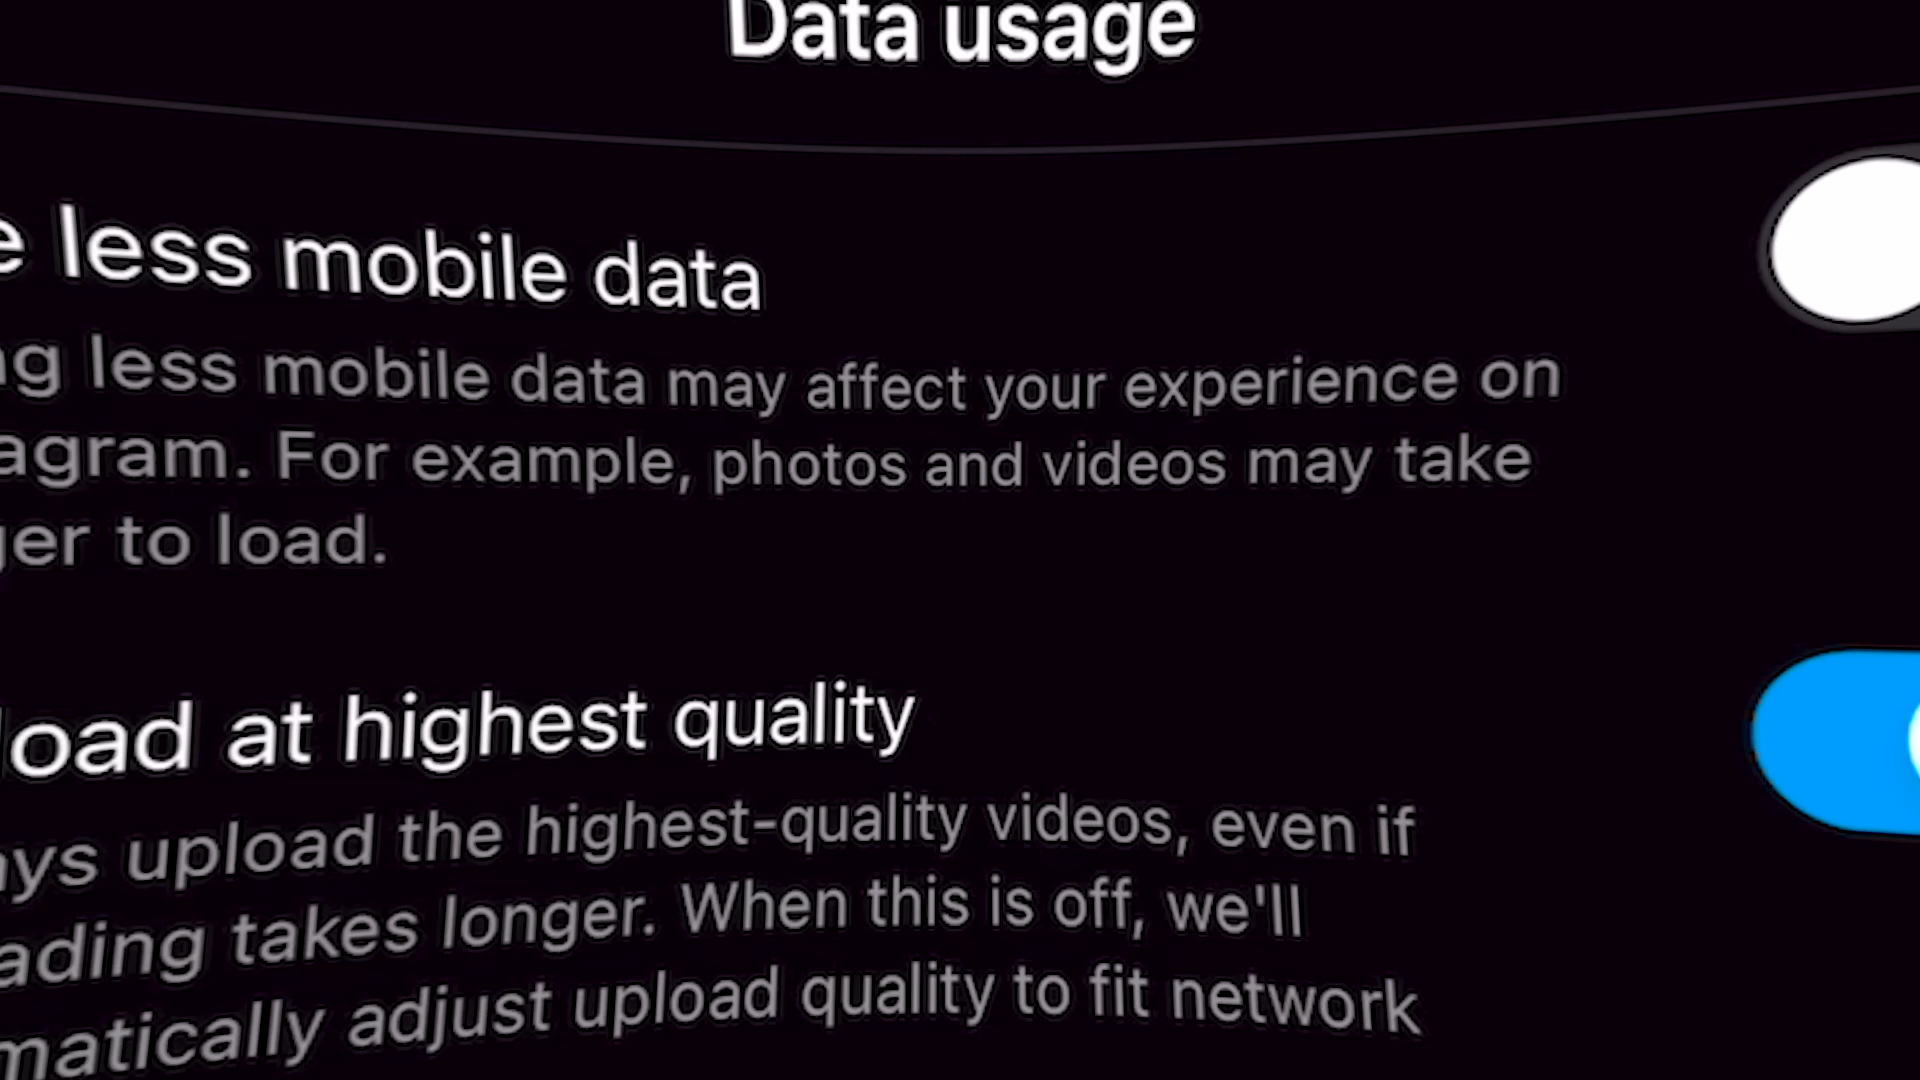 Data usage
e less mobile data
ng less mobile data may affect your experience on
agram. For example, photos and videos may take
ger to load.
load at highest quality
ays upload the highest-quality videos, even if
ading takes longer. When this is off, we'll
matically adjust upload quality to fit network